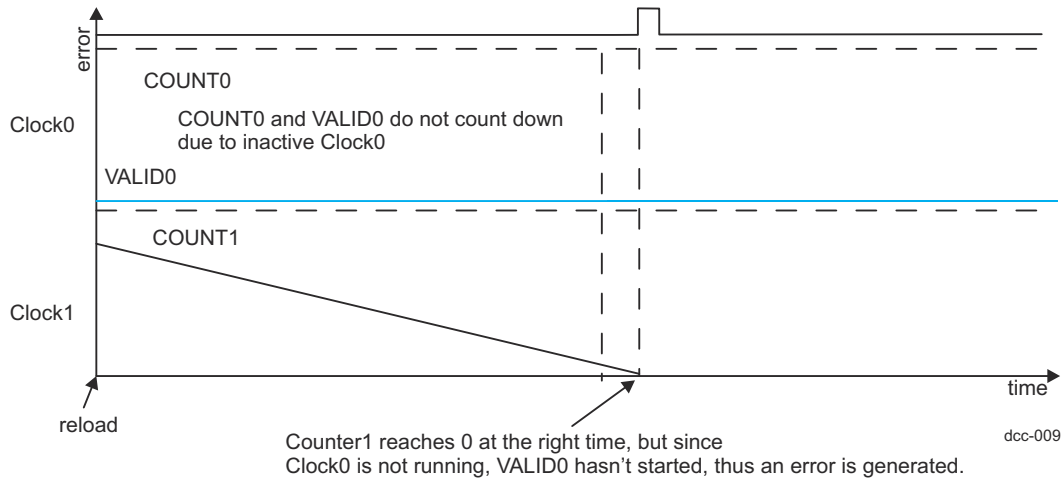 error
COUNT0
Clock0
COUNT0 and VALID0 do not count down
due to inactive Clock0
VALID0
COUNT1
Clock1
time
reload
dcc-009
Counter1 reaches 0 at the right time, but since
Clock0 is not running, VALID0 hasn't started, thus an error is generated.